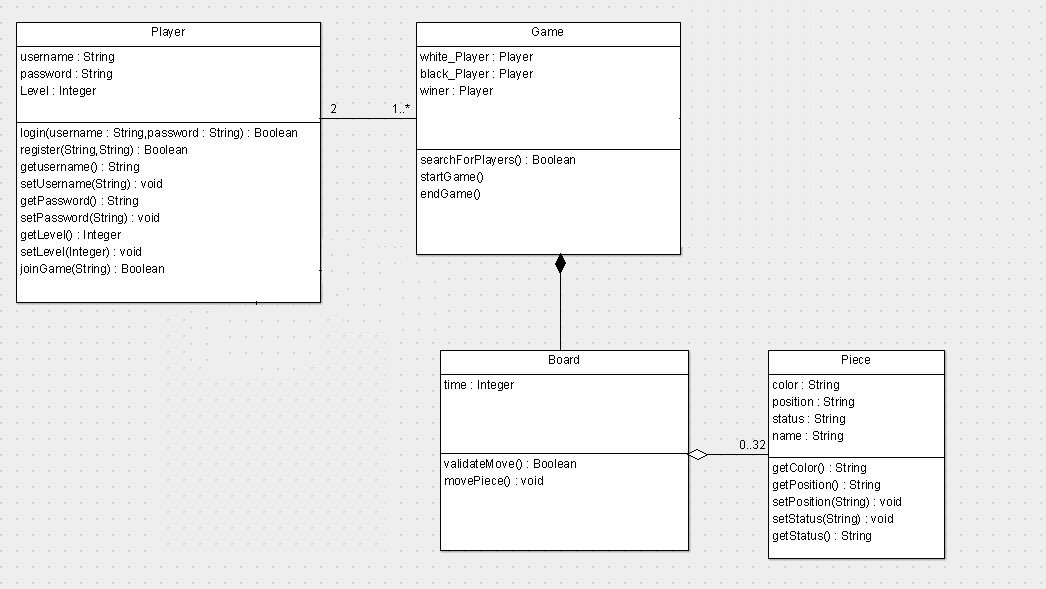 Player
username : String
password : String
Level : Integer
login(username : String,password : String) : Boolean
register(String,String) : Boolean
getusername() : String
setUsername(String) : void
getPassword() : String
setPassword(String) : void
getLevel() : Integer
setLevel(Integer) : void
joinGame(String) : Boolean
2
1..*
Game
white_Player : Player
black_Player : Player
winer : Player
searchForPlayers() : Boolean
startGame()
endGame()
Board
time : Integer
validateMove() : Boolean
movePiece() : void
0..32
Piece
color : String
position : String
status : String
name : String
getColor() : String
getPosition() : String
setPosition(String) : void
setStatus(String) : void
getStatus() : String